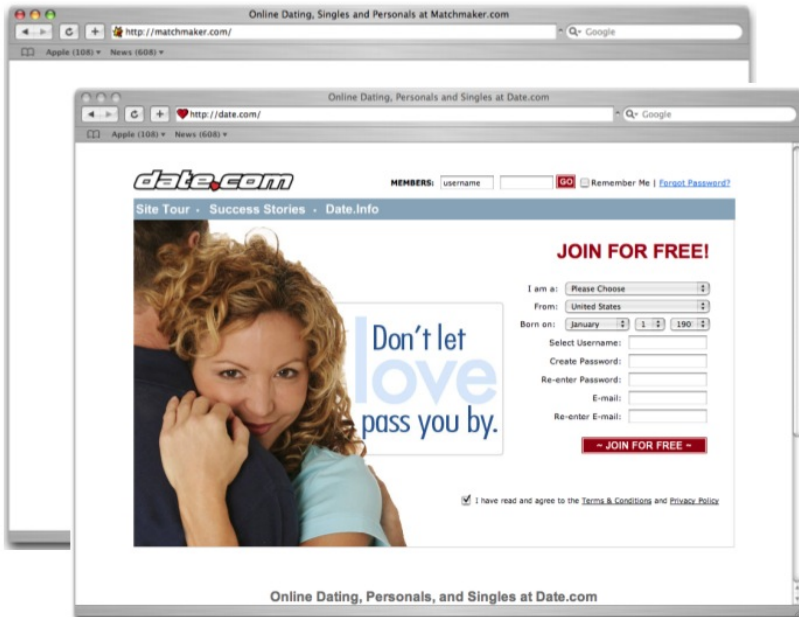 Online Dating, Singles and Personals at Matchmaker.com
http://matchmaker.com/
Google
Apple (108) News (608)
Online Dating, Personals and Singles at Date.com
http://date.com/
Google
Apple (108) News (608)
date.com
MEMBERS: username GO Remember Me | Forgot Password?
Site Tour - Success Stories - Date.Info
JOIN FOR FREE!
I am a: Please Choose
From: United States
Born on: January 1 190
Select Username:
Create Password:
Re-enter Password:
E-mail:
Re-enter E-mail:
~ JOIN FOR FREE ~
Don't let
love
pass you by.
I have read and agree to the Terms & Conditions and Privacy Policy
Online Dating, Personals, and Singles at Date.com